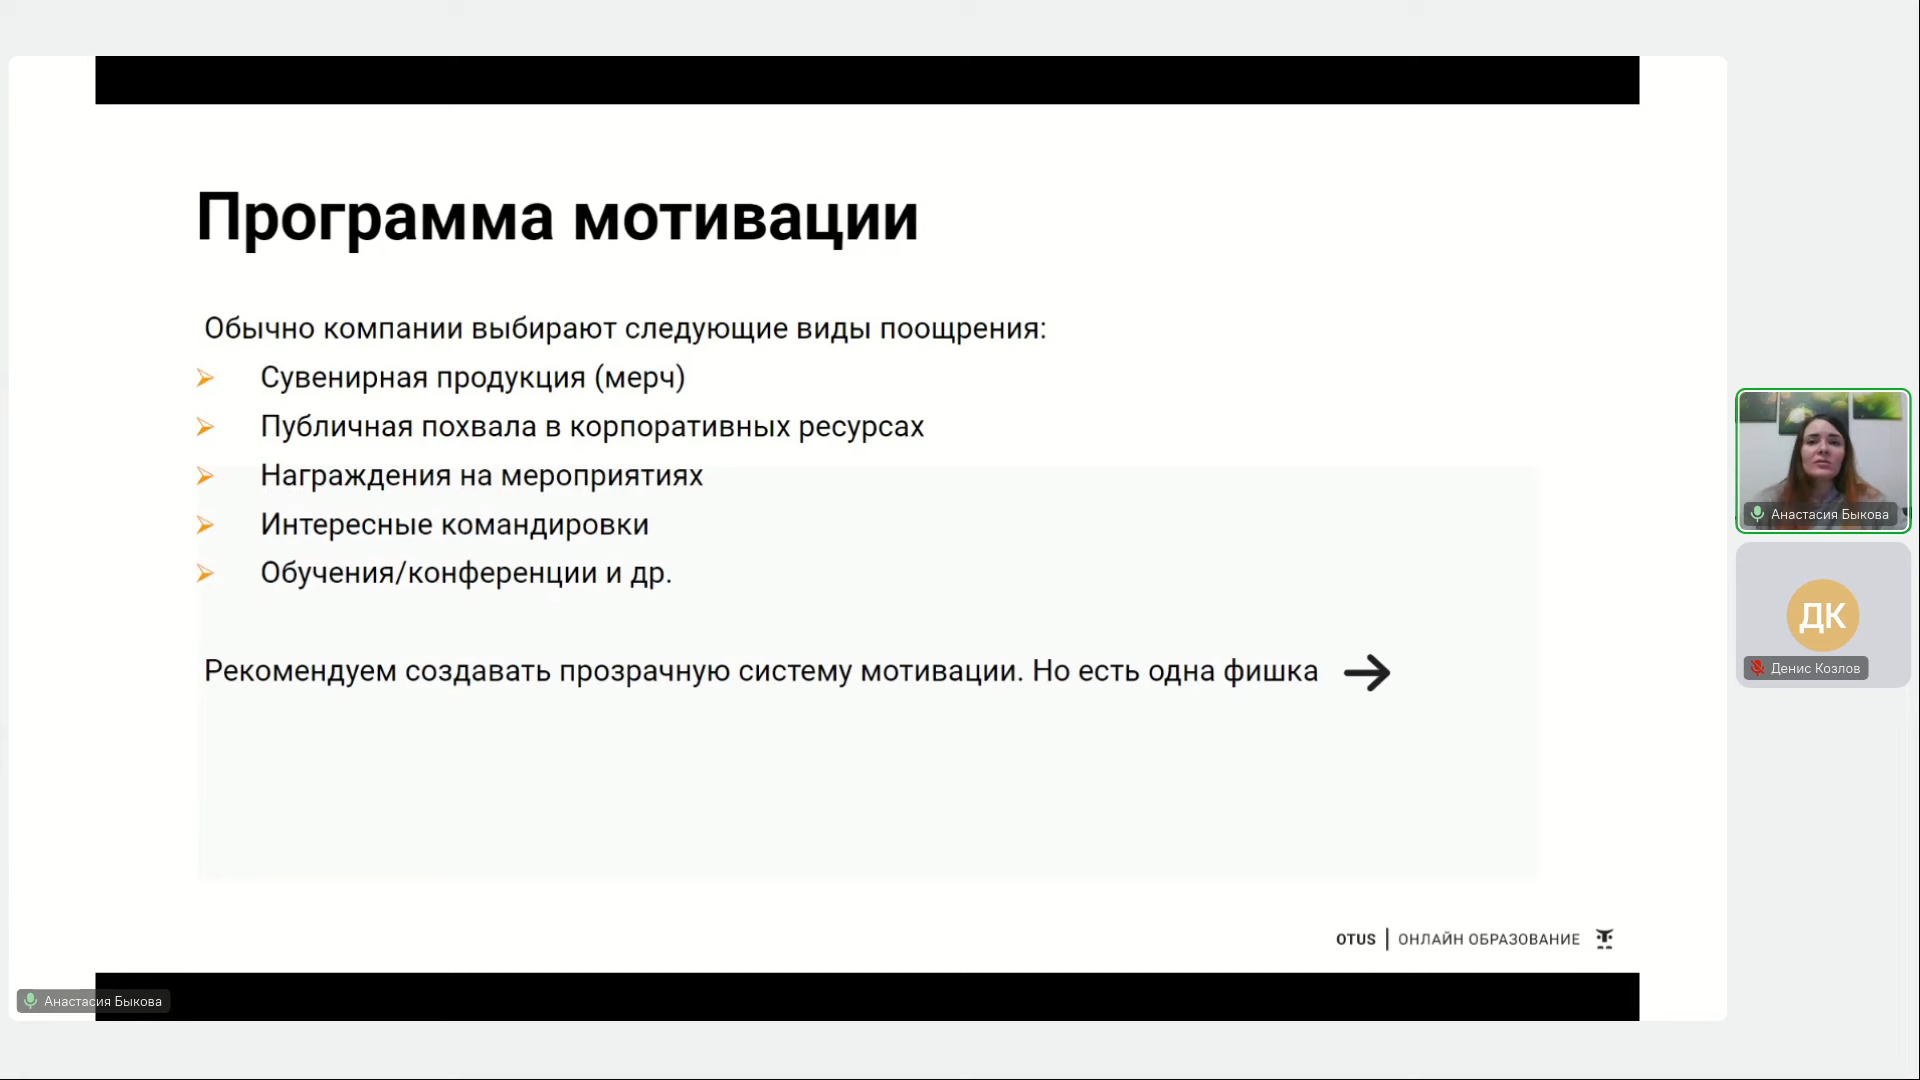 Программа мотивации
Обычно компании выбирают следующие виды поощрения:
Сувенирная продукция (мерч)
Публичная похвала в корпоративных ресурсах
Награждения на мероприятиях
Интересные командировки
Обучения/конференции и др.
Рекомендуем создавать прозрачную систему мотивации. Но есть одна фишка
OTUS | ОНЛАЙН ОБРАЗОВАНИЕ
Анастасия Быкова
Анастасия Быкова
ДК
Денис Козлов